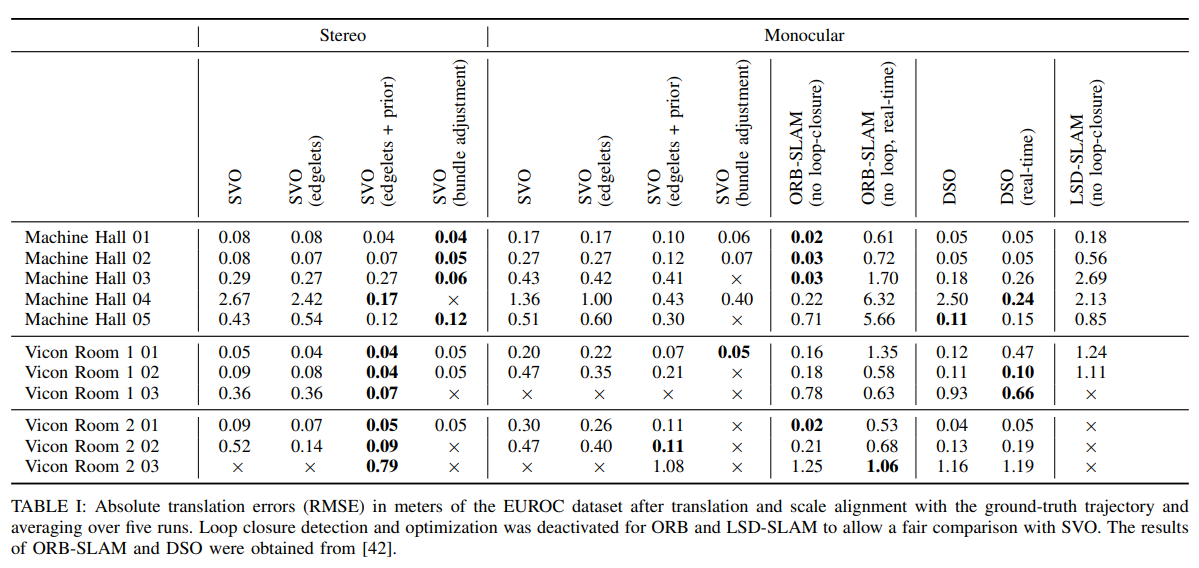 Stereo Monocular
SVO SVO (edgelets) SVO (edgelets + prior) SVO (bundle adjustment) SVO SVO (edgelets) SVO (edgelets + prior) SVO (bundle adjustment) ORB-SLAM (no loop-closure) ORB-SLAM (no loop, real-time) DSO DSO (real-time) LSD-SLAM (no loop-closure)
Machine Hall 01 0.08 0.08 0.04 0.04 0.17 0.17 0.10 0.06 0.02 0.61 0.05 0.05 0.18
Machine Hall 02 0.08 0.07 0.07 0.05 0.27 0.27 0.12 0.07 0.03 0.72 0.05 0.05 0.56
Machine Hall 03 0.29 0.27 0.27 0.06 0.43 0.42 0.41 × 0.03 1.70 0.18 0.26 2.69
Machine Hall 04 2.67 2.42 0.17 × 1.36 1.00 0.43 0.40 0.22 6.32 2.50 0.24 2.13
Machine Hall 05 0.43 0.54 0.12 0.12 0.51 0.60 0.30 × 0.71 5.66 0.11 0.15 0.85
Vicon Room 1 01 0.05 0.04 0.04 0.05 0.20 0.22 0.07 0.05 0.16 1.35 0.12 0.47 1.24
Vicon Room 1 02 0.09 0.08 0.04 0.05 0.47 0.35 0.21 × 0.18 0.58 0.11 0.10 1.11
Vicon Room 1 03 0.36 0.36 0.07 × × × × × 0.78 0.63 0.93 0.66 ×
Vicon Room 2 01 0.09 0.07 0.05 0.05 0.30 0.26 0.11 × 0.02 0.53 0.04 0.05 ×
Vicon Room 2 02 0.52 0.14 0.09 × 0.47 0.40 0.11 × 0.21 0.68 0.13 0.19 ×
Vicon Room 2 03 × × 0.79 × × × 1.08 × 1.25 1.06 1.16 1.19 ×
TABLE I: Absolute translation errors (RMSE) in meters of the EUROC dataset after translation and scale alignment with the ground-truth trajectory and
averaging over five runs. Loop closure detection and optimization was deactivated for ORB and LSD-SLAM to allow a fair comparison with SVO. The results
of ORB-SLAM and DSO were obtained from [42].